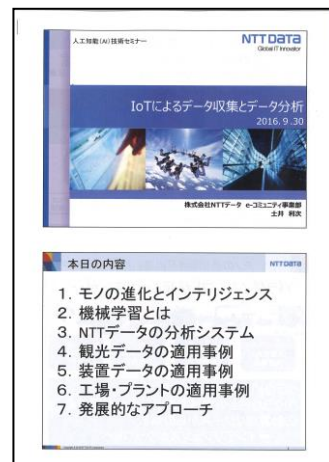 人工知能(AI)技術セミナー
NTT DATA
Global IT Innovator
IoTによるデータ収集とデータ分析
2016.9.30
株式会社NTTデータ e-コミュニティ事業部
土井 利次
本日の内容
NTT DATA
1. モノの進化とインテリジェンス
2. 機械学習とは
3. NTTデータの分析システム
4. 観光データの適用事例
5. 装置データの適用事例
6. 工場・プラントの適用事例
7. 発展的なアプローチ